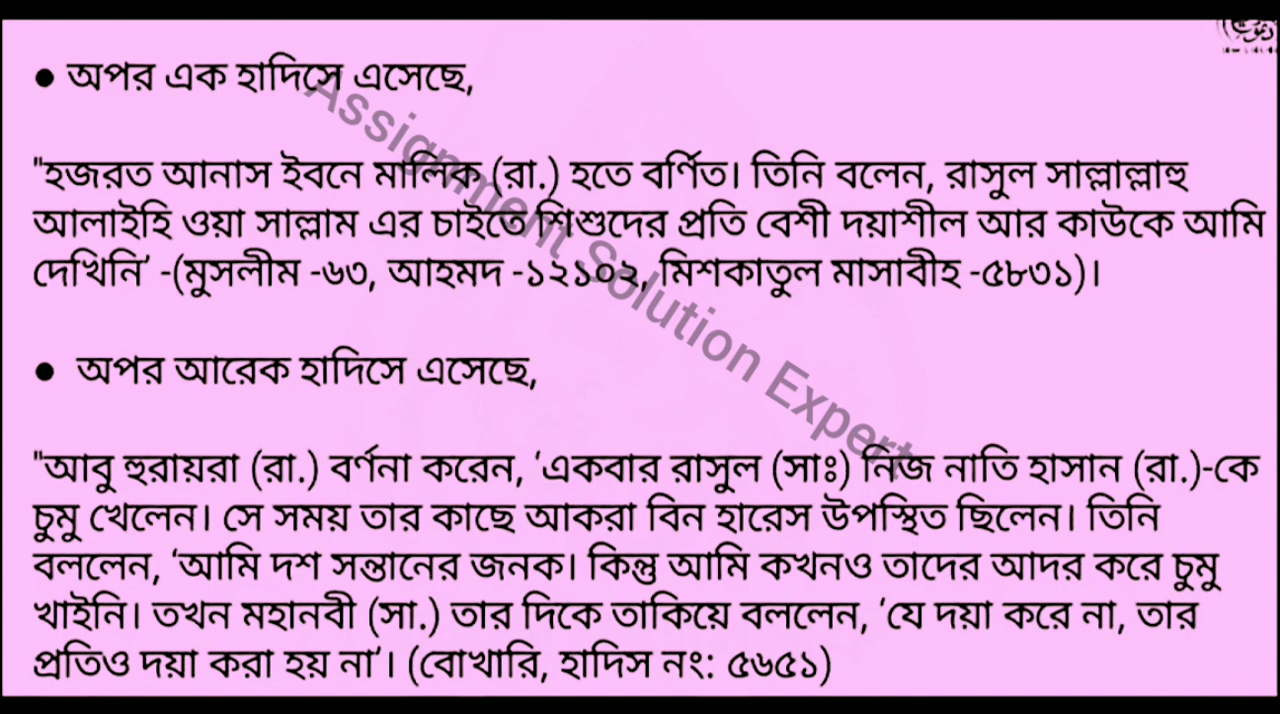 ● অপর এক হাদিসে এসেছে,
"হজরত আনাস ইবনে মালিক (রা.) হতে বর্ণিত। তিনি বলেন, রাসুল সাল্লাল্লাহু
আলাইহি ওয়া সাল্লাম এর চাইতে শিশুদের প্রতি বেশী দয়াশীল আর কাউকে আমি
দেখিনি’ -(মুসলীম -৬৩, আহমদ -১২১০২, মিশকাতুল মাসাবীহ -৫৮৩১)।
● অপর আরেক হাদিসে এসেছে,
"আবু হুরায়রা (রা.) বর্ণনা করেন, ‘একবার রাসুল (সাঃ) নিজ নাতি হাসান (রা.)-কে
চুমু খেলেন। সে সময় তার কাছে আকরা বিন হারেস উপস্থিত ছিলেন। তিনি
বললেন, ‘আমি দশ সন্তানের জনক। কিন্তু আমি কখনও তাদের আদর করে চুমু
খাইনি। তখন মহানবী (সা.) তার দিকে তাকিয়ে বললেন, ‘যে দয়া করে না, তার
প্রতিও দয়া করা হয় না’। (বোখারি, হাদিস নং: ৫৬৫১)
Assignment Solution Expert